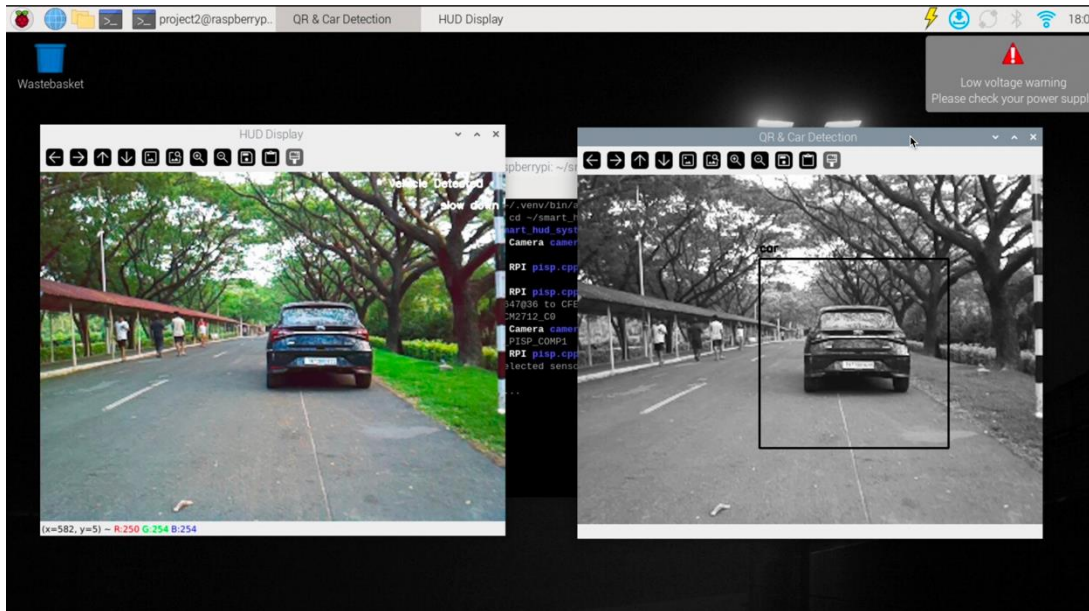 project2@raspberryp..
QR & Car Detection
HUD Display
18:0
Wastebasket
Low voltage warning
Please check your power suppl
HUD Display
Vehicle Detected
slow down
(x=582, y=5) ~ R:250 G:254 B:254
spberrypi: ~/s
~/.venv/bin/a
cd ~/smart_h
mart_hud_syst
Camera camer
RPI pisp.cpp
RPI pisp.cpp
647@36 to CFE
CM2712_C0
Camera camer
_PISP_COMP1
RPI pisp.cpp
elected senso
...
QR & Car Detection
car